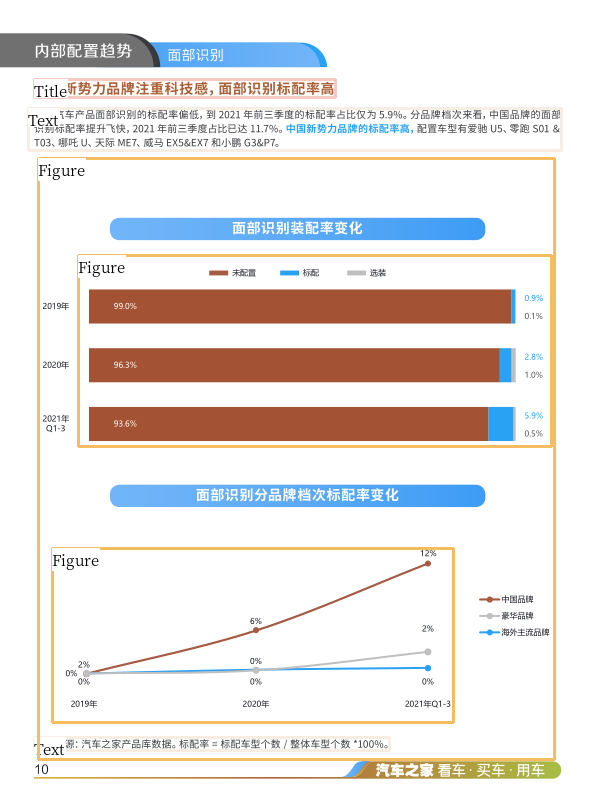 内部配置趋势
面部识别
Title
新势力品牌注重科技感，面部识别标配率高
Text
汽车产品面部识别的标配率偏低，到 2021 年前三季度的标配率占比仅为 5.9%。分品牌档次来看，中国品牌的面部
识别标配率提升飞快，2021 年前三季度占比已达 11.7%。中国新势力品牌的标配率高，配置车型有爱驰 U5、零跑 S01 &
T03、哪吒 U、天际 ME7、威马 EX5&EX7 和小鹏 G3&P7。
Figure
面部识别装配率变化
Figure
未配置 标配 选装
2019年 99.0% 0.9%
0.1%
2020年 96.3% 2.8%
1.0%
2021年
Q1-3 93.6% 5.9%
0.5%
面部识别分品牌档次标配率变化
Figure
12%
中国品牌
豪华品牌
海外主流品牌
6%
2%
0% 2% 0%
0% 0% 0%
2019年 2020年 2021年Q1-3
Text
源：汽车之家产品库数据。标配率 = 标配车型个数 / 整体车型个数 *100%。
10
汽车之家 看车 · 买车 · 用车